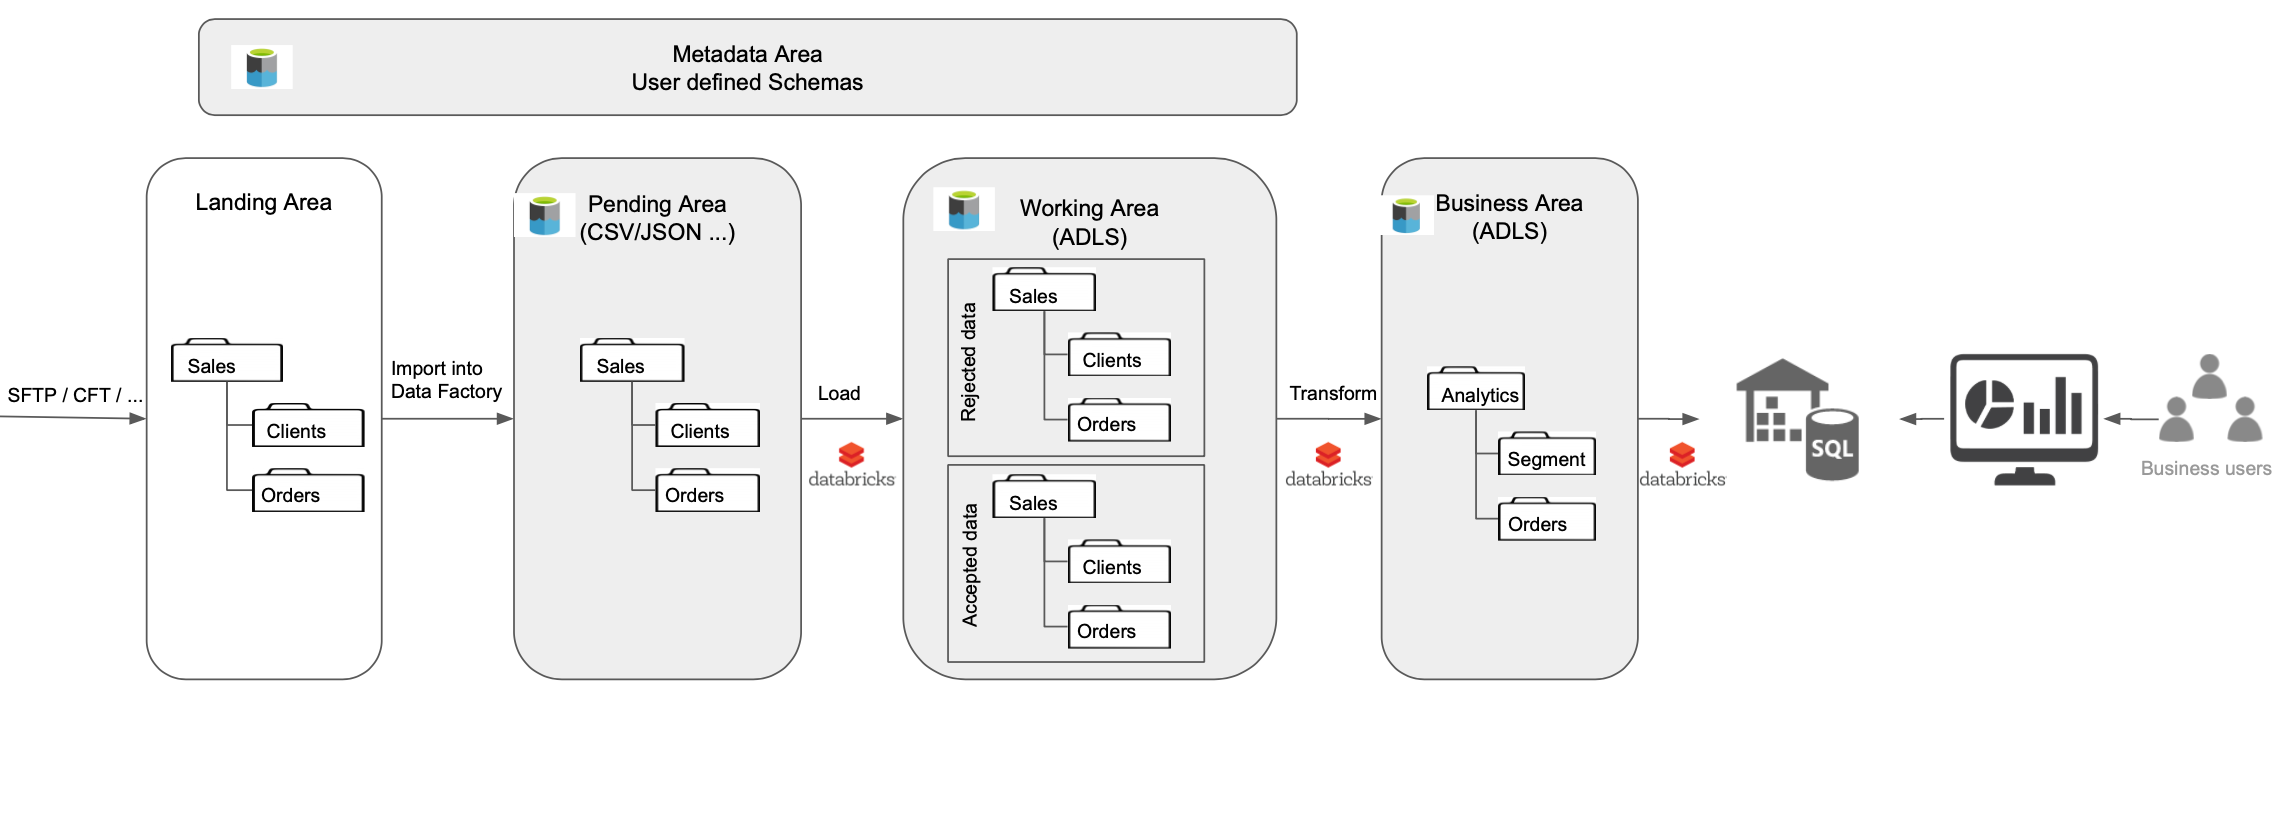 Metadata Area
User defined Schemas
SFTP / CFT / ...
Landing Area
Sales
Clients
Orders
Import into
Data Factory
Pending Area
(CSV/JSON ...)
Sales
Clients
Orders
Load
databricks
Working Area
(ADLS)
Rejected data
Sales
Clients
Orders
Accepted data
Sales
Clients
Orders
Transform
databricks
Business Area
(ADLS)
Analytics
Segment
Orders
databricks
SQL
Business users